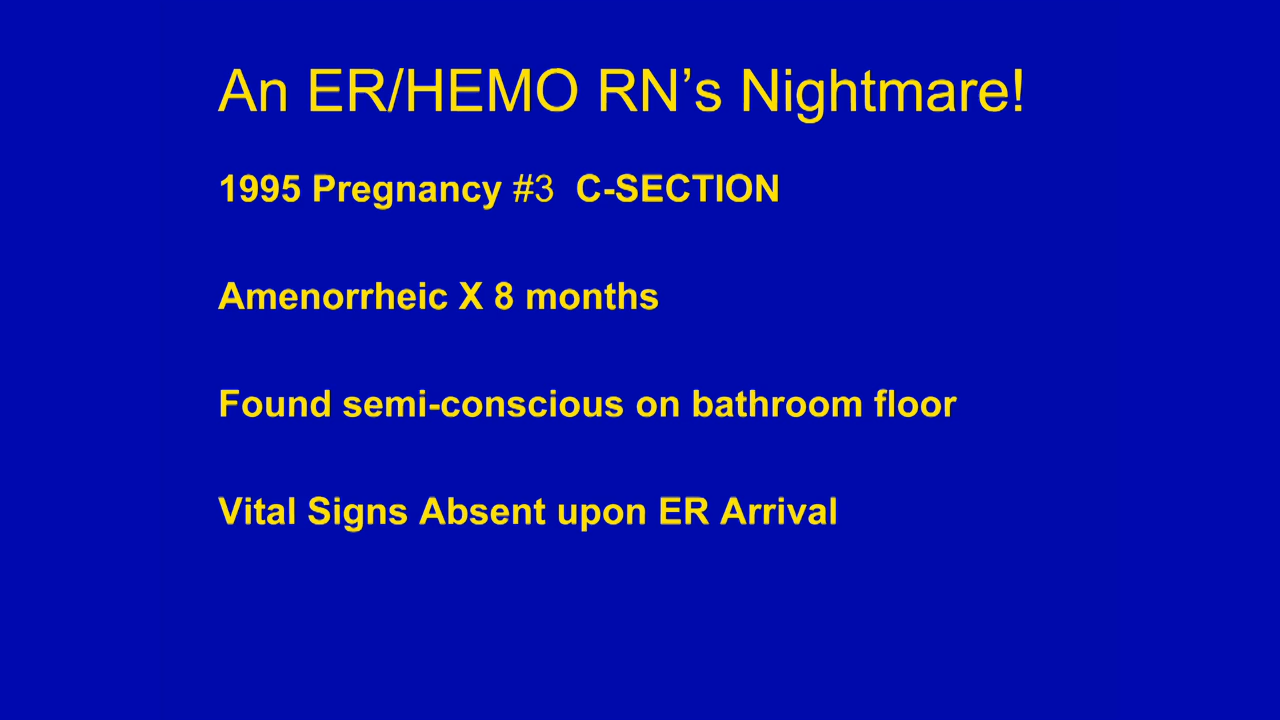 An ER/HEMO RN’s Nightmare!
1995 Pregnancy #3 C-SECTION
Amenorrheic X 8 months
Found semi-conscious on bathroom floor
Vital Signs Absent upon ER Arrival